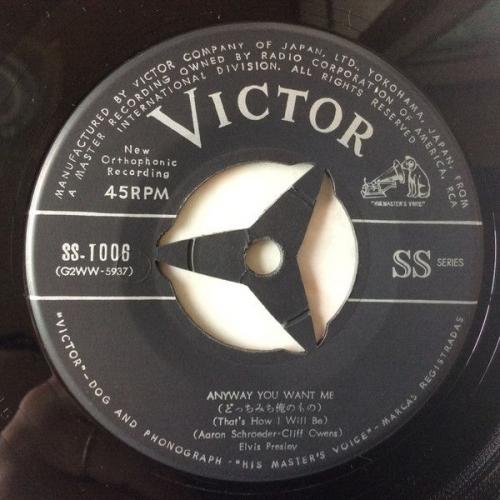 MANUFACTURED BY VICTOR COMPANY OF JAPAN, LTD., YOKOHAMA, JAPAN, FROM
A MASTER RECORDING OWNED BY RADIO CORPORATION OF AMERICA, RCA
INTERNATIONAL DIVISION. ALL RIGHTS RESERVED.
VICTOR
New
Orthophonic
Recording
45RPM
"HIS MASTER'S VOICE"
SS-1006
(G2WW-5937)
SS SERIES
ANYWAY YOU WANT ME
(どっちみち俺のもの)
(That's How I Will Be)
(Aaron Schroeder-Cliff Owens)
Elvis Presley
"VICTOR"-DOG AND PHONOGRAPH-"HIS MASTER'S VOICE"-MARCAS REGISTRADAS